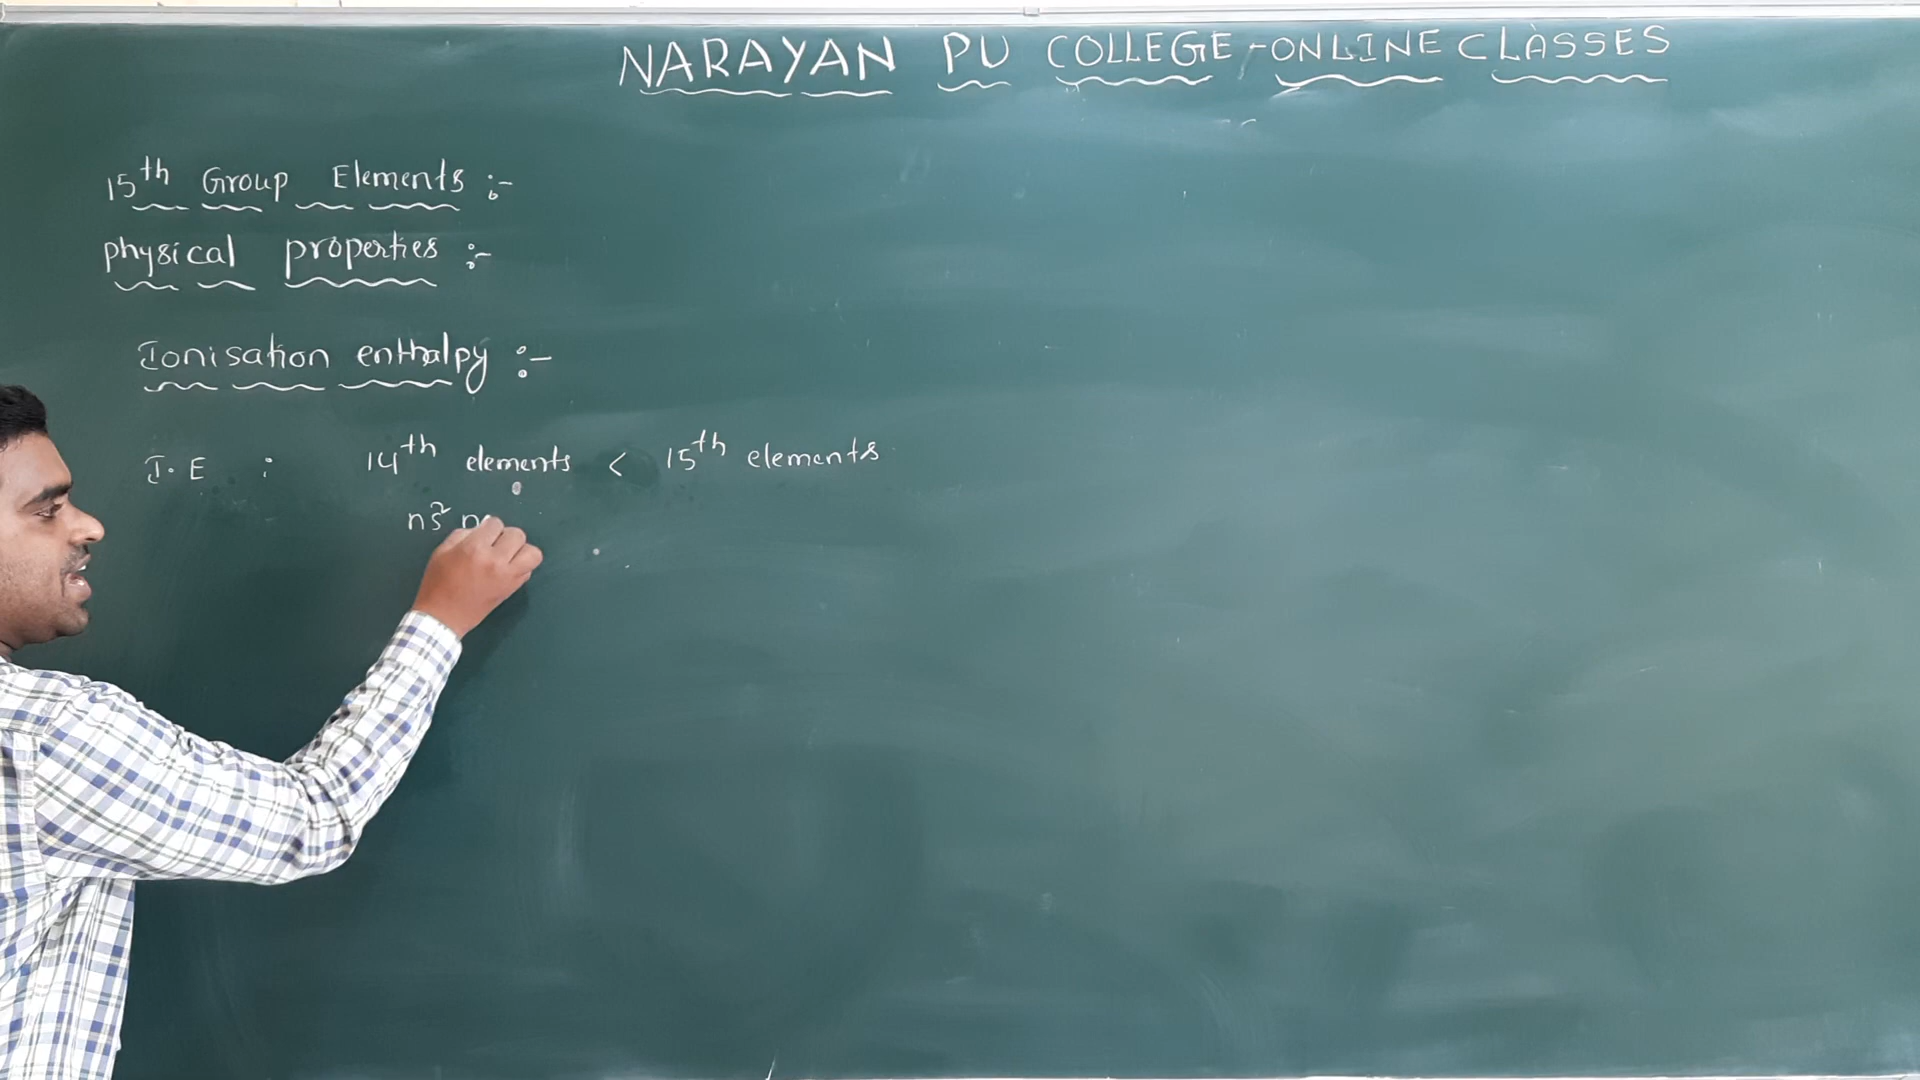 NARAYAN PU COLLEGE-ONLINE CLASSES
15th Group Elements :-
physical properties :-
Ionisation enthalpy :-
I.E : 14th elements < 15th elements
ns² n